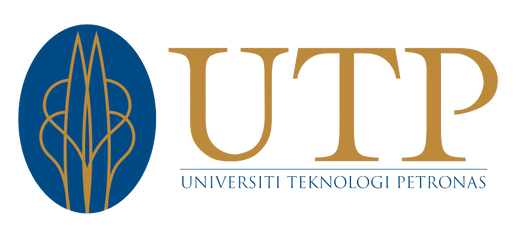 UTP
UNIVERSITI TEKNOLOGI PETRONAS